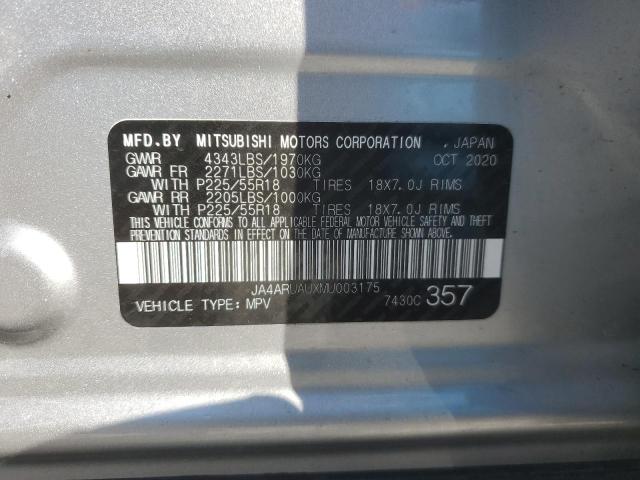 MFD.BY MITSUBISHI MOTORS CORPORATION , JAPAN
GVWR 4343LBS/1970KG OCT 2020
GAWR FR 2271LBS/1030KG
WITH P225/55R18 TIRES 18X7.0J RIMS
GAWR RR 2205LBS/1000KG
WITH P225/55R18 TIRES 18X7.0J RIMS
THIS VEHICLE CONFORMS TO ALL APPLICABLE FEDERAL MOTOR VEHICLE SAFETY AND THEFT
PREVENTION STANDARDS IN EFFECT ON THE DATE OF MANUFACTURE SHOWN ABOVE.
JA4ARUAUXMU003175
VEHICLE TYPE: MPV 7430C 357